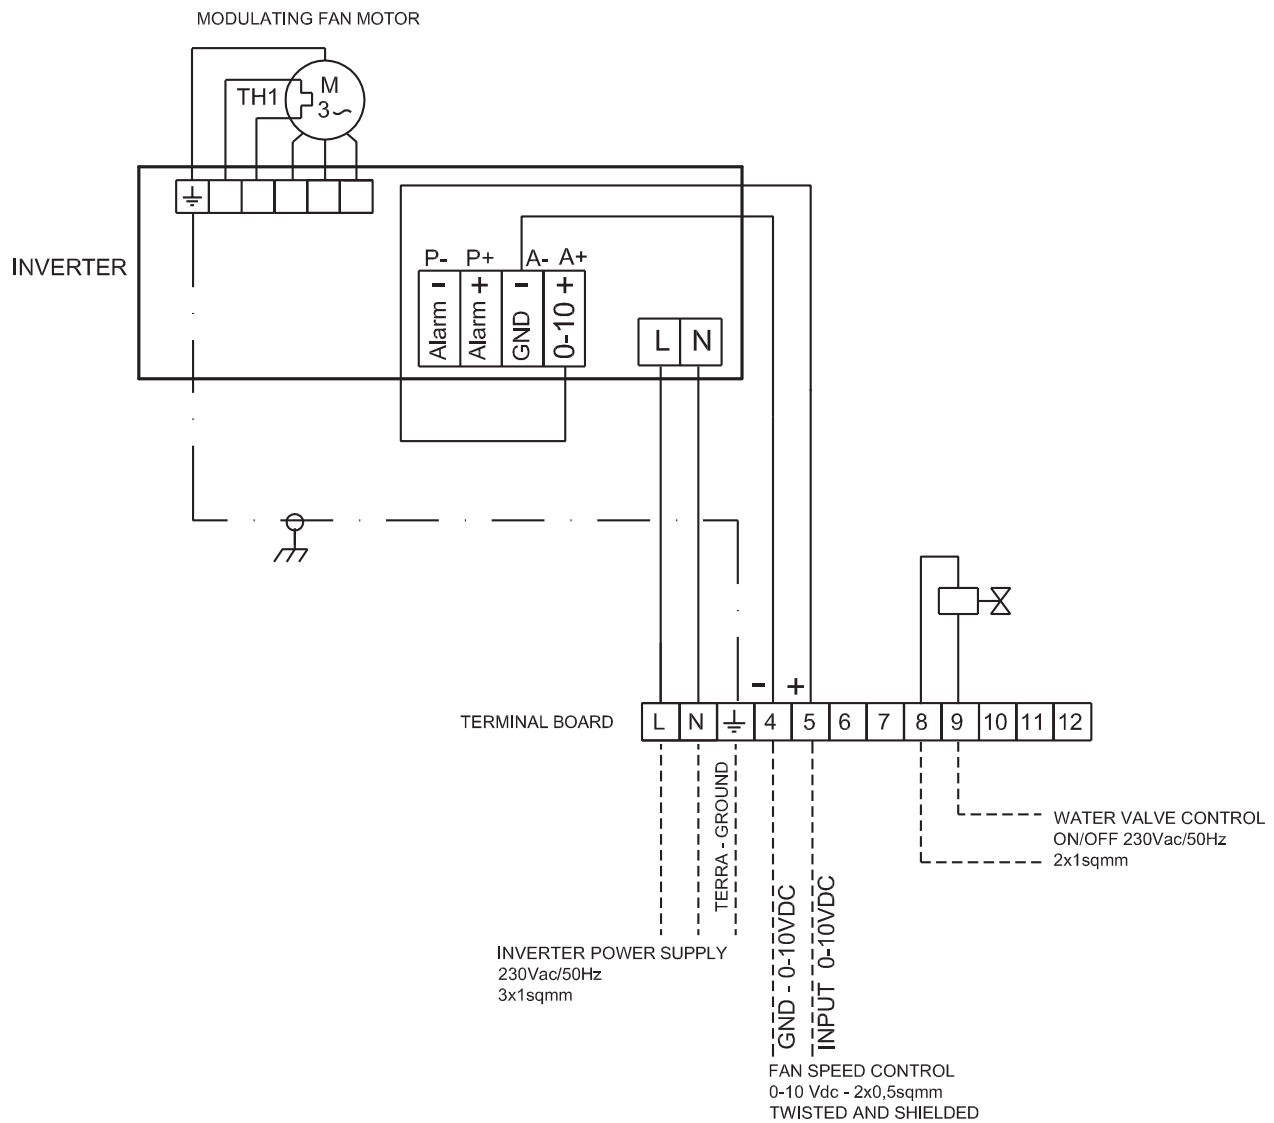 MODULATING FAN MOTOR
TH1
M
3~
INVERTER
P- P+ A- A+
Alarm -
Alarm +
GND -
0-10 +
L N
- +
TERMINAL BOARD
L N 4 5 6 7 8 9 10 11 12
TERRA - GROUND
GND - 0-10VDC
INPUT 0-10VDC
WATER VALVE CONTROL
ON/OFF 230Vac/50Hz
2x1sqmm
INVERTER POWER SUPPLY
230Vac/50Hz
3x1sqmm
FAN SPEED CONTROL
0-10 Vdc - 2x0,5sqmm
TWISTED AND SHIELDED